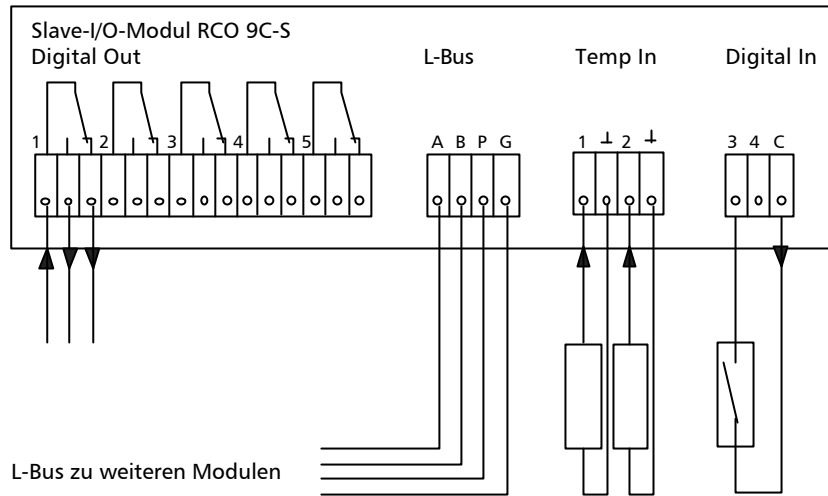 Slave-I/O-Modul RCO 9C-S
Digital Out L-Bus Temp In Digital In
1 2 3 4 5 A B P G 1 ⊥ 2 ⊥ 3 4 C
L-Bus zu weiteren Modulen